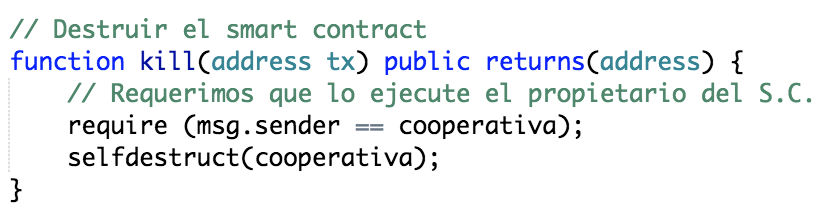 // Destruir el smart contract
function kill(address tx) public returns(address) {
    // Requerimos que lo ejecute el propietario del S.C.
    require (msg.sender == cooperativa);
    selfdestruct(cooperativa);
}